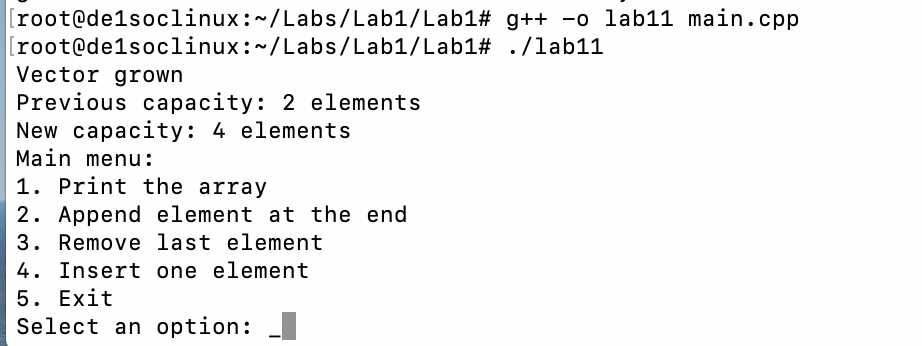 [root@de1soclinux:~/Labs/Lab1/Lab1# g++ -o lab11 main.cpp
[root@de1soclinux:~/Labs/Lab1/Lab1# ./lab11
Vector grown
Previous capacity: 2 elements
New capacity: 4 elements
Main menu:
1. Print the array
2. Append element at the end
3. Remove last element
4. Insert one element
5. Exit
Select an option: _